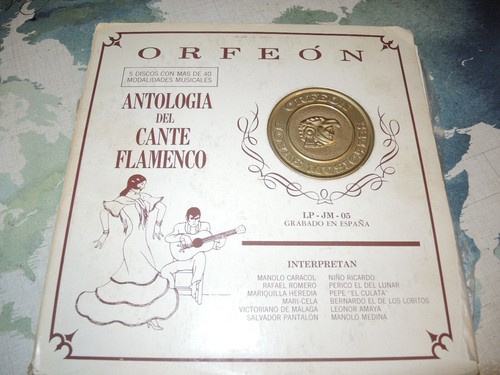 ORFEÓN
5 DISCOS CON MAS DE 40
MODALIDADES MUSICALES
ANTOLOGIA
DEL
CANTE
FLAMENCO
ORFEON
LP - JM - 05
GRABADO EN ESPAÑA
INTERPRETAN
MANOLO CARACOL
RAFAEL ROMERO
MARIQUILLA HEREDIA
MARI-CELA
VICTORIANO DE MALAGA
SALVADOR PANTALÓN
NIÑO RICARDO
PERICO EL DEL LUNAR
PEPE "EL CULATA"
BERNARDO EL DE LOS LOBITOS
LEONOR AMAYA
MANOLO MEDINA